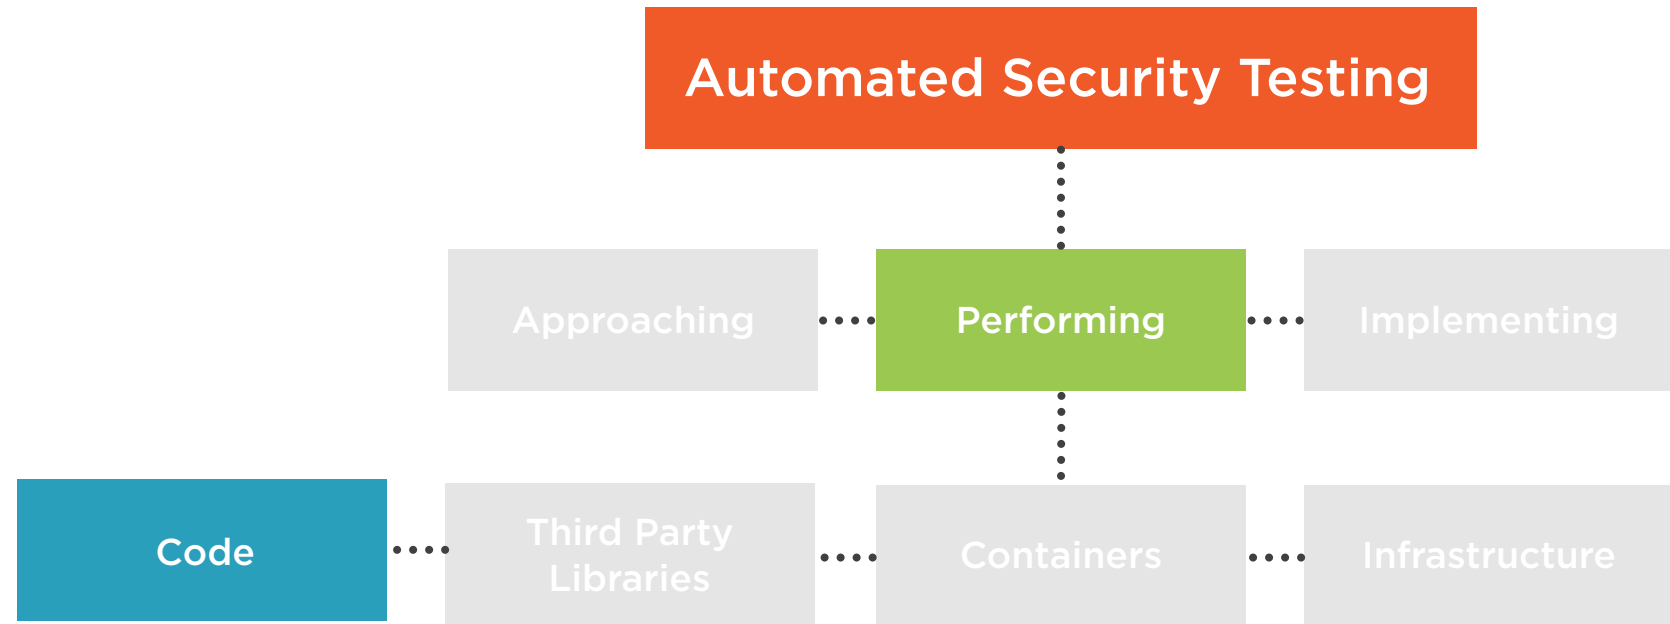 Automated Security Testing
Approaching
Performing
Implementing
Code
Third Party
Libraries
Containers
Infrastructure